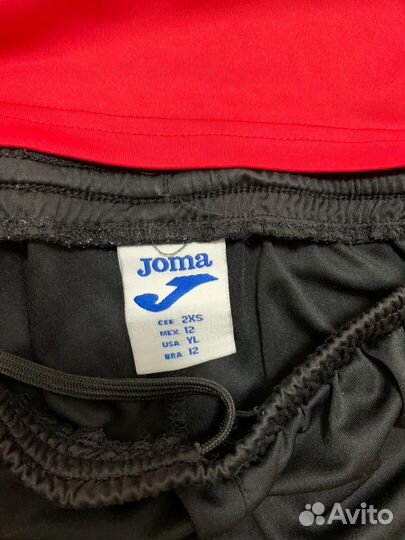 Joma
CEE 2XS
MEX 12
USA YL
BRA 12
Avito